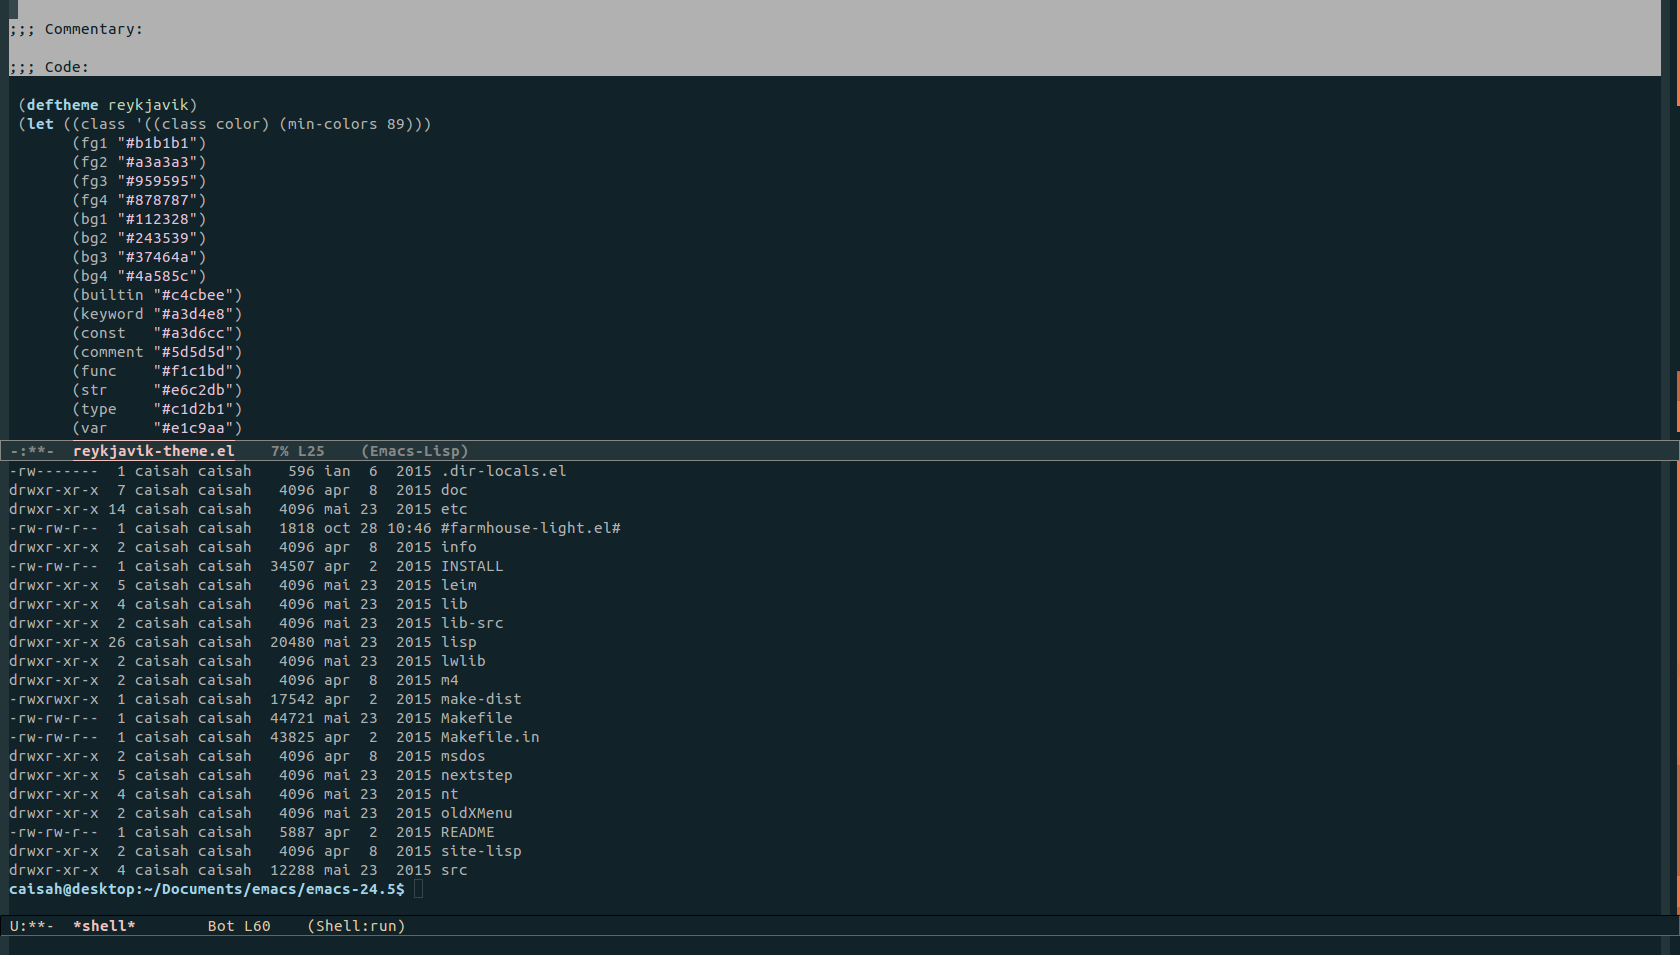 ;;; Commentary:
;;; Code:
(deftheme reykjavik)
(let ((class '((class color) (min-colors 89)))
(fg1 "#b1b1b1")
(fg2 "#a3a3a3")
(fg3 "#959595")
(fg4 "#878787")
(bg1 "#112328")
(bg2 "#243539")
(bg3 "#37464a")
(bg4 "#4a585c")
(builtin "#c4cbee")
(keyword "#a3d4e8")
(const   "#a3d6cc")
(comment "#5d5d5d")
(func    "#f1c1bd")
(str     "#e6c2db")
(type    "#c1d2b1")
(var     "#e1c9aa")
-:**-  reykjavik-theme.el    7% L25    (Emacs-Lisp)
-rw-------  1 caisah caisah    596 ian  6  2015 .dir-locals.el
drwxr-xr-x  7 caisah caisah   4096 apr  8  2015 doc
drwxr-xr-x 14 caisah caisah   4096 mai 23  2015 etc
-rw-rw-r--  1 caisah caisah   1818 oct 28 10:46 #farmhouse-light.el#
drwxr-xr-x  2 caisah caisah   4096 apr  8  2015 info
-rw-rw-r--  1 caisah caisah  34507 apr  2  2015 INSTALL
drwxr-xr-x  5 caisah caisah   4096 mai 23  2015 leim
drwxr-xr-x  4 caisah caisah   4096 mai 23  2015 lib
drwxr-xr-x  2 caisah caisah   4096 mai 23  2015 lib-src
drwxr-xr-x 26 caisah caisah  20480 mai 23  2015 lisp
drwxr-xr-x  2 caisah caisah   4096 mai 23  2015 lwlib
drwxr-xr-x  2 caisah caisah   4096 apr  8  2015 m4
-rwxrwxr-x  1 caisah caisah  17542 apr  2  2015 make-dist
-rw-rw-r--  1 caisah caisah  44721 mai 23  2015 Makefile
-rw-rw-r--  1 caisah caisah  43825 apr  2  2015 Makefile.in
drwxr-xr-x  2 caisah caisah   4096 apr  8  2015 msdos
drwxr-xr-x  5 caisah caisah   4096 mai 23  2015 nextstep
drwxr-xr-x  4 caisah caisah   4096 mai 23  2015 nt
drwxr-xr-x  2 caisah caisah   4096 mai 23  2015 oldXMenu
-rw-rw-r--  1 caisah caisah   5887 apr  2  2015 README
drwxr-xr-x  2 caisah caisah   4096 apr  8  2015 site-lisp
drwxr-xr-x  4 caisah caisah  12288 mai 23  2015 src
caisah@desktop:~/Documents/emacs/emacs-24.5$
U:**-  *shell*        Bot L60    (Shell:run)